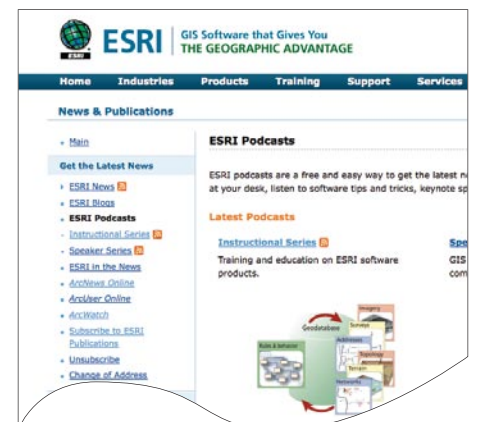 ESRI
ESRI
GIS Software that Gives You
THE GEOGRAPHIC ADVANTAGE
Home Industries Products Training Support Services
News & Publications
Main
Get the Latest News
ESRI News
ESRI Blogs
ESRI Podcasts
Instructional Series
Speaker Series
ESRI in the News
ArcNews Online
ArcUser Online
ArcWatch
Subscribe to ESRI
Publications
Unsubscribe
Change of Address
ESRI Podcasts
ESRI podcasts are a free and easy way to get the latest n
at your desk, listen to software tips and tricks, keynote sp
Latest Podcasts
Instructional Series
Training and education on ESRI software
products.
Spe
GIS
com
Imagery
Geodatabase
Surveys
Addresses
Rules & behavior
Topology
Terrain
Networks